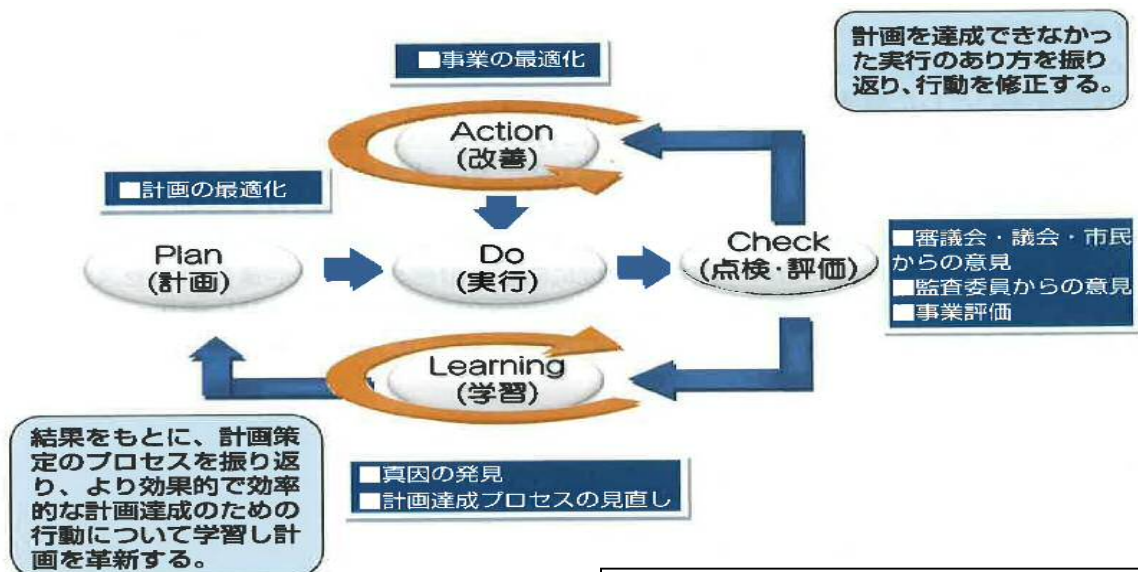 ■事業の最適化
計画を達成できなかっ
た実行のあり方を振り
返り、行動を修正する。
Action
(改善)
■計画の最適化
Plan
(計画)
Do
(実行)
Check
(点検・評価)
■審議会・議会・市民
からの意見
■監査委員からの意見
■事業評価
Learning
(学習)
結果をもとに、計画策
定のプロセスを振り返
り、より効果的で効率
的な計画達成のための
行動について学習し計
画を革新する。
■真因の発見
■計画達成プロセスの見直し